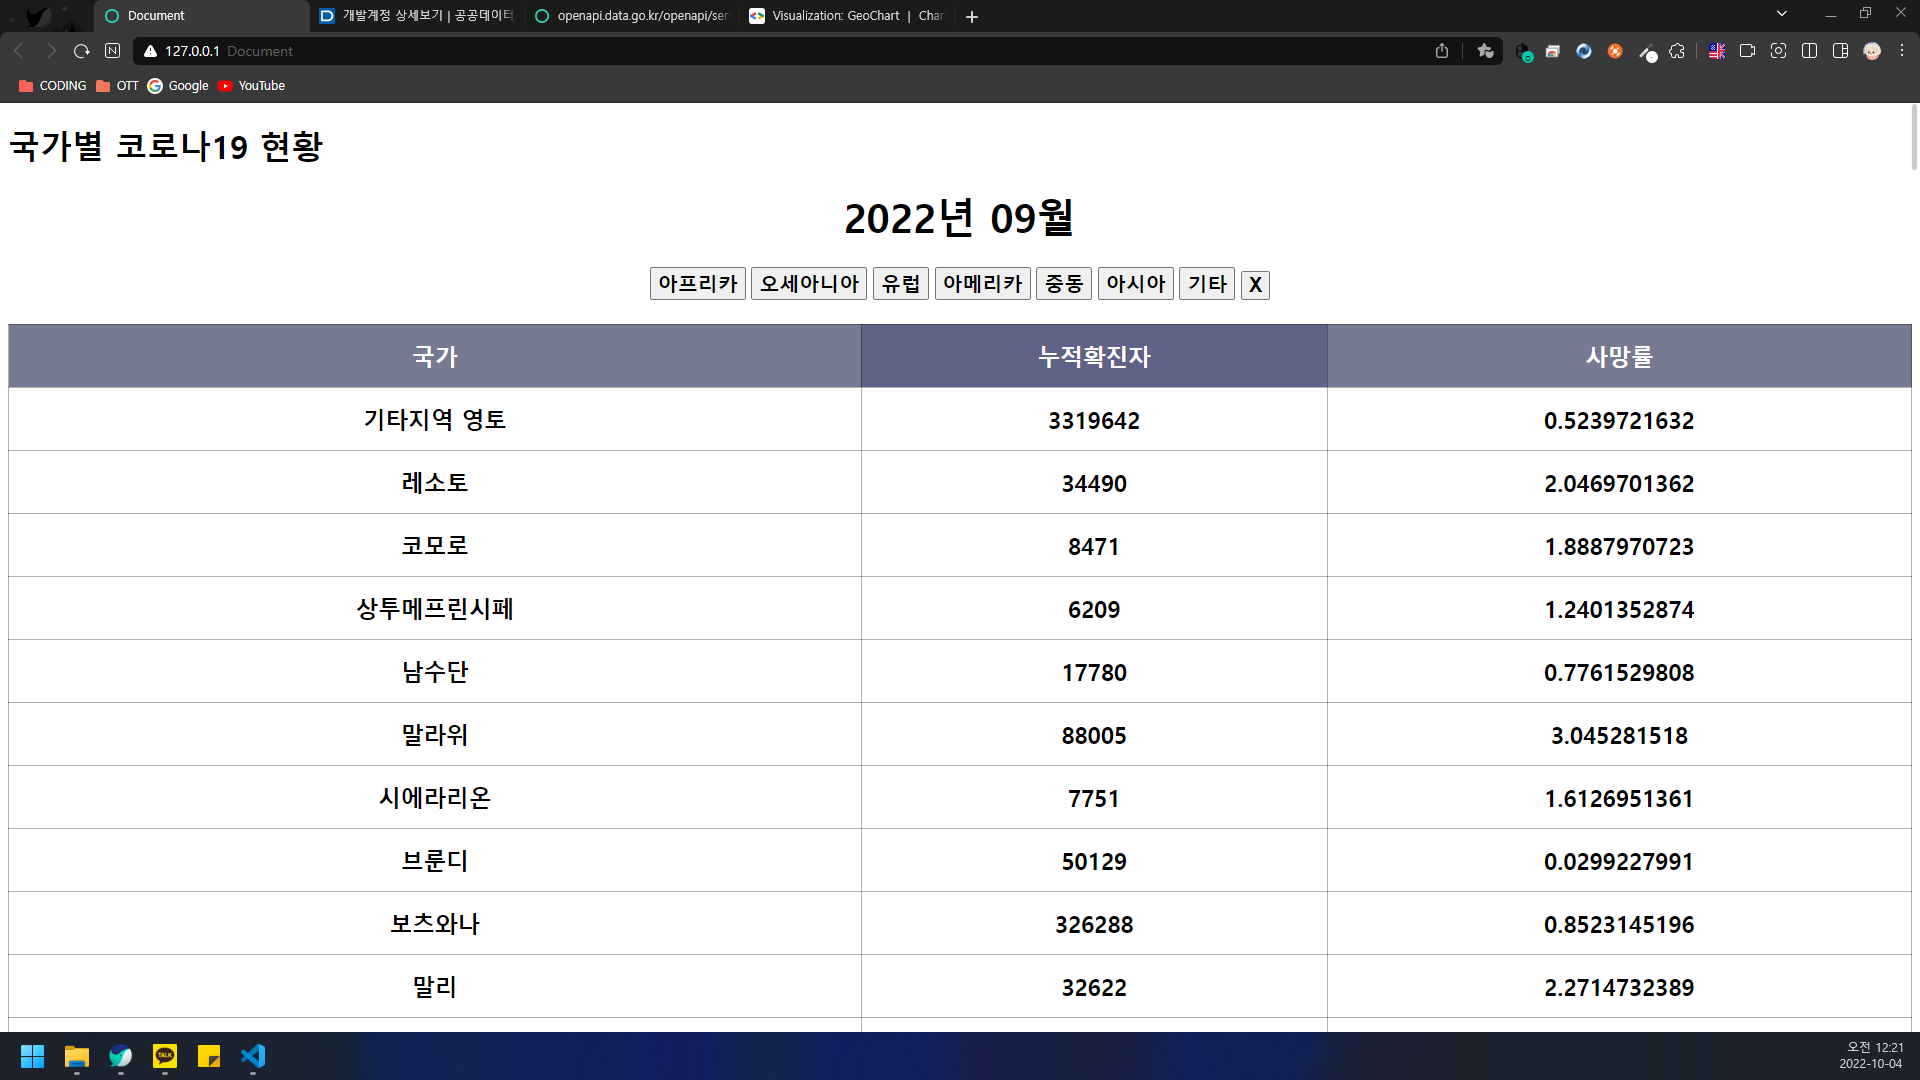 Document
개발계정 상세보기 | 공공데이터
openapi.data.go.kr/openapi/ser
Visualization: GeoChart | Char
127.0.0.1 Document
CODING OTT Google YouTube
국가별 코로나19 현황
2022년 09월
아프리카 오세아니아 유럽 아메리카 중동 아시아 기타 X
국가 누적확진자 사망률
기타지역 영토 3319642 0.5239721632
레소토 34490 2.0469701362
코모로 8471 1.8887970723
상투메프린시페 6209 1.2401352874
남수단 17780 0.7761529808
말라위 88005 3.045281518
시에라리온 7751 1.6126951361
브룬디 50129 0.0299227991
보츠와나 326288 0.8523145196
말리 32622 2.2714732389
TALK
오전 12:21
2022-10-04